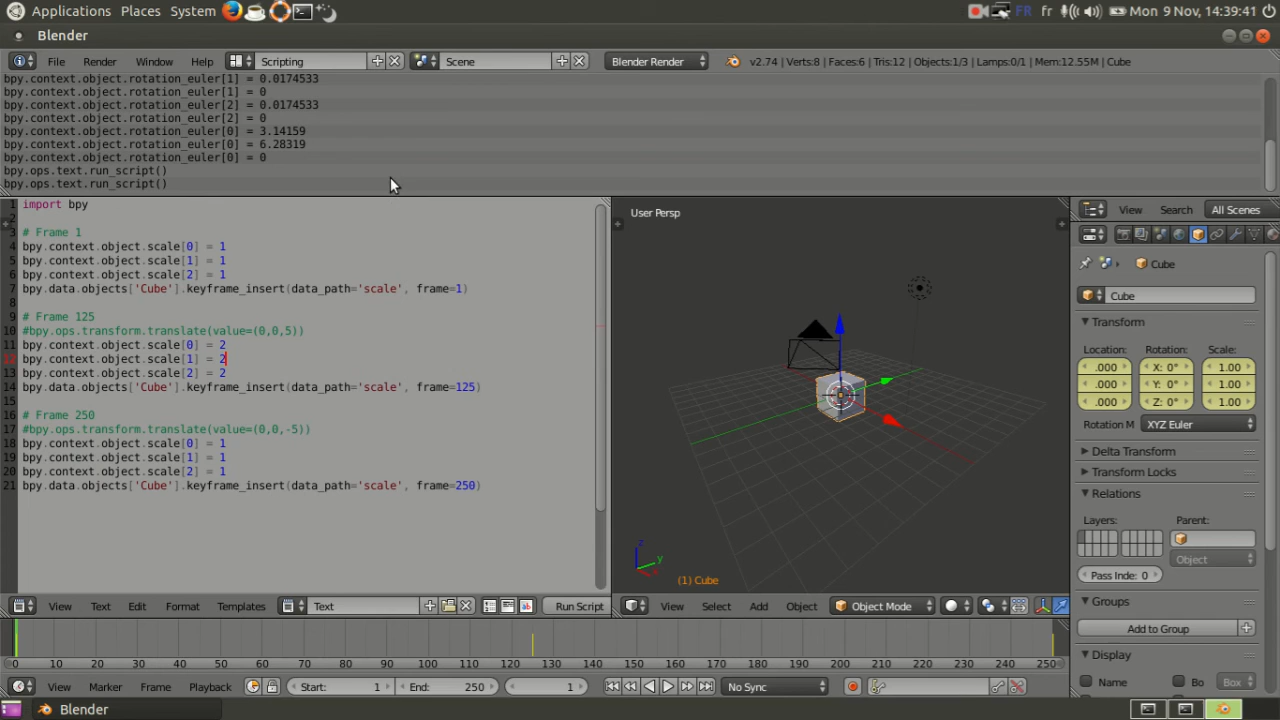 Applications Places System FR fr Mon 9 Nov, 14:39:41
Blender
File Render Window Help Scripting Scene Blender Render v2.74 | Verts:8 | Faces:6 | Tris:12 | Objects:1/3 | Lamps:0/1 | Mem:12.55M | Cube
bpy.context.object.rotation_euler[1] = 0.0174533
bpy.context.object.rotation_euler[1] = 0
bpy.context.object.rotation_euler[2] = 0.0174533
bpy.context.object.rotation_euler[2] = 0
bpy.context.object.rotation_euler[0] = 3.14159
bpy.context.object.rotation_euler[0] = 6.28319
bpy.context.object.rotation_euler[0] = 0
bpy.ops.text.run_script()
bpy.ops.text.run_script()
1 import bpy
2
3 # Frame 1
4 bpy.context.object.scale[0] = 1
5 bpy.context.object.scale[1] = 1
6 bpy.context.object.scale[2] = 1
7 bpy.data.objects['Cube'].keyframe_insert(data_path='scale', frame=1)
8
9 # Frame 125
10 #bpy.ops.transform.translate(value=(0,0,5))
11 bpy.context.object.scale[0] = 2
12 bpy.context.object.scale[1] = 2
13 bpy.context.object.scale[2] = 2
14 bpy.data.objects['Cube'].keyframe_insert(data_path='scale', frame=125)
15
16 # Frame 250
17 #bpy.ops.transform.translate(value=(0,0,-5))
18 bpy.context.object.scale[0] = 1
19 bpy.context.object.scale[1] = 1
20 bpy.context.object.scale[2] = 1
21 bpy.data.objects['Cube'].keyframe_insert(data_path='scale', frame=250)
User Persp
z
y
x
(1) Cube
View Search All Scenes
Cube
Cube
Transform
Location: Rotation: Scale:
.000 X: 0° 1.00
.000 Y: 0° 1.00
.000 Z: 0° 1.00
Rotation M XYZ Euler
Delta Transform
Transform Locks
Relations
Layers: Parent:
Object
Pass Inde: 0
Groups
Add to Group
Display
Name Bo Box
View Text Edit Format Templates Text Run Script
View Select Add Object Object Mode
0 10 20 30 40 50 60 70 80 90 100 110 120 130 140 150 160 170 180 190 200 210 220 230 240 250
View Marker Frame Playback Start: 1 End: 250 1 No Sync
Blender